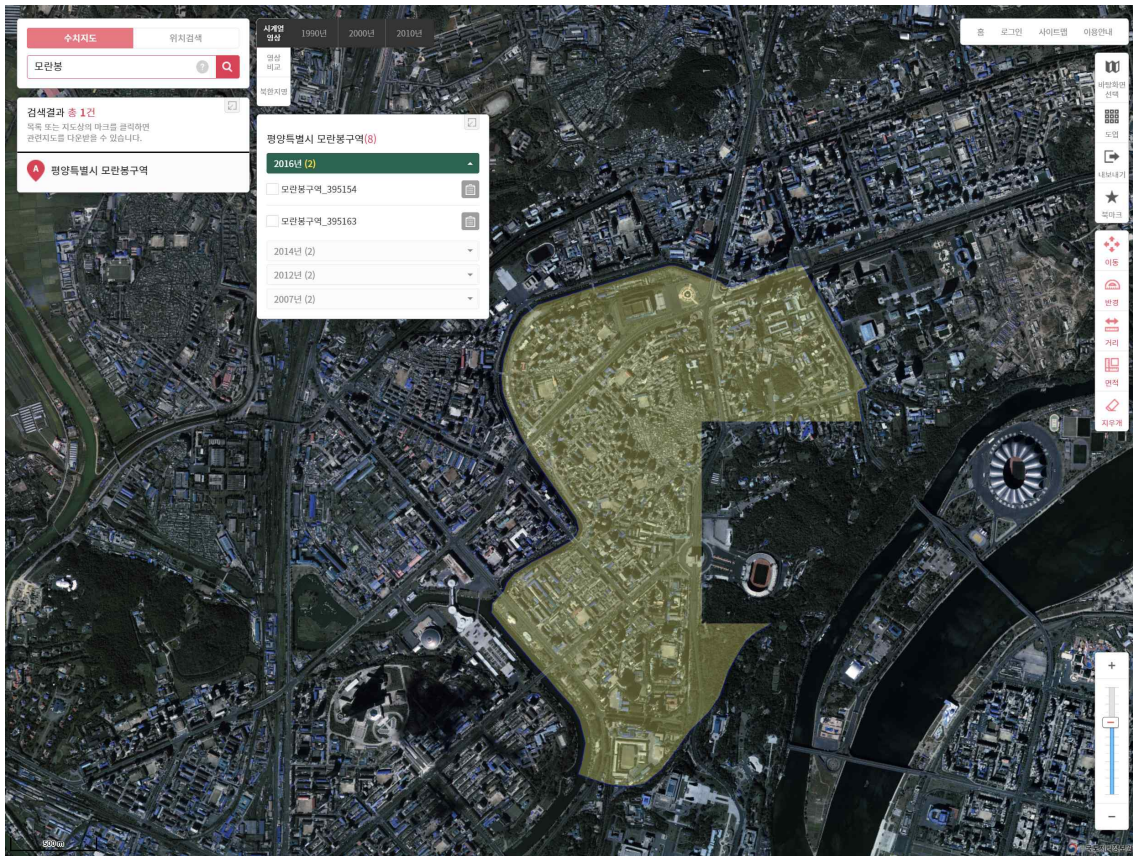 수치지도 위치검색
모란봉
검색결과 총 1건
목록 또는 지도상의 마크를 클릭하면
관련지도를 다운받을 수 있습니다.
A 평양특별시 모란봉구역
시계열
영상
1990년 2000년 2010년
영상
비교
북한지명
평양특별시 모란봉구역(8)
2016년 (2)
모란봉구역_395154
모란봉구역_395163
2014년 (2)
2012년 (2)
2007년 (2)
홈 로그인 사이트맵 이용안내
바탕화면
선택
도엽
내보내기
북마크
이동
반경
거리
면적
지우개
+
−
500 m